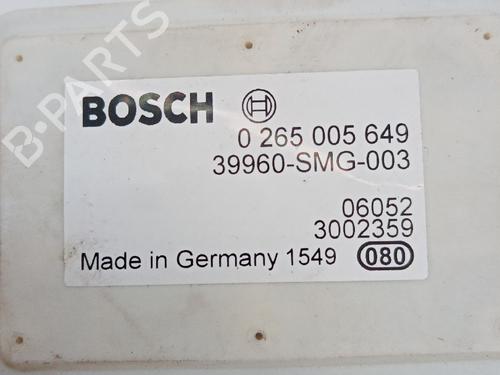 B-PARTS
BOSCH
0 265 005 649
39960-SMG-003
06052
3002359
Made in Germany 1549 080